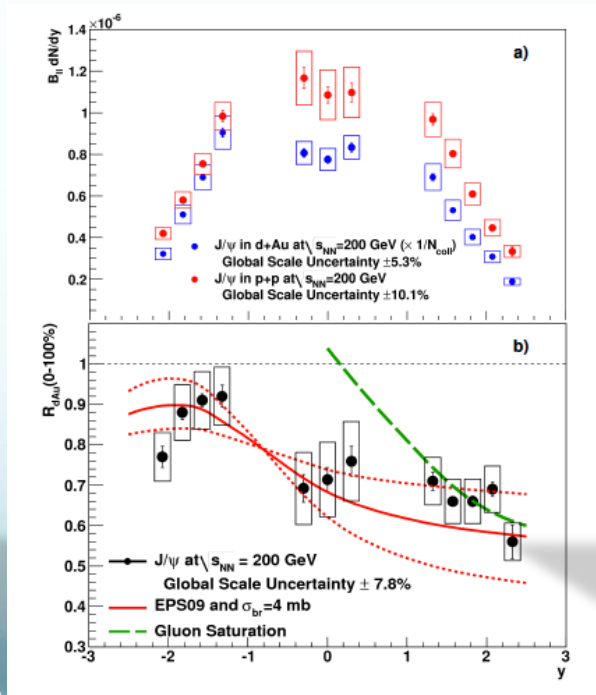 ×10⁻⁶
a)
B_ll dN/dy
1.4
1.2
1
0.8
0.6
0.4
0.2
J/ψ in d+Au at\ s_NN=200 GeV (× 1/N_coll)
Global Scale Uncertainty ±5.3%
J/ψ in p+p at\ s_NN=200 GeV
Global Scale Uncertainty ±10.1%
b)
R_dAu(0-100%)
1
0.9
0.8
0.7
0.6
0.5
0.4
0.3
J/ψ at\ s_NN = 200 GeV
Global Scale Uncertainty ± 7.8%
EPS09 and σ_br=4 mb
Gluon Saturation
-3 -2 -1 0 1 2 3
y